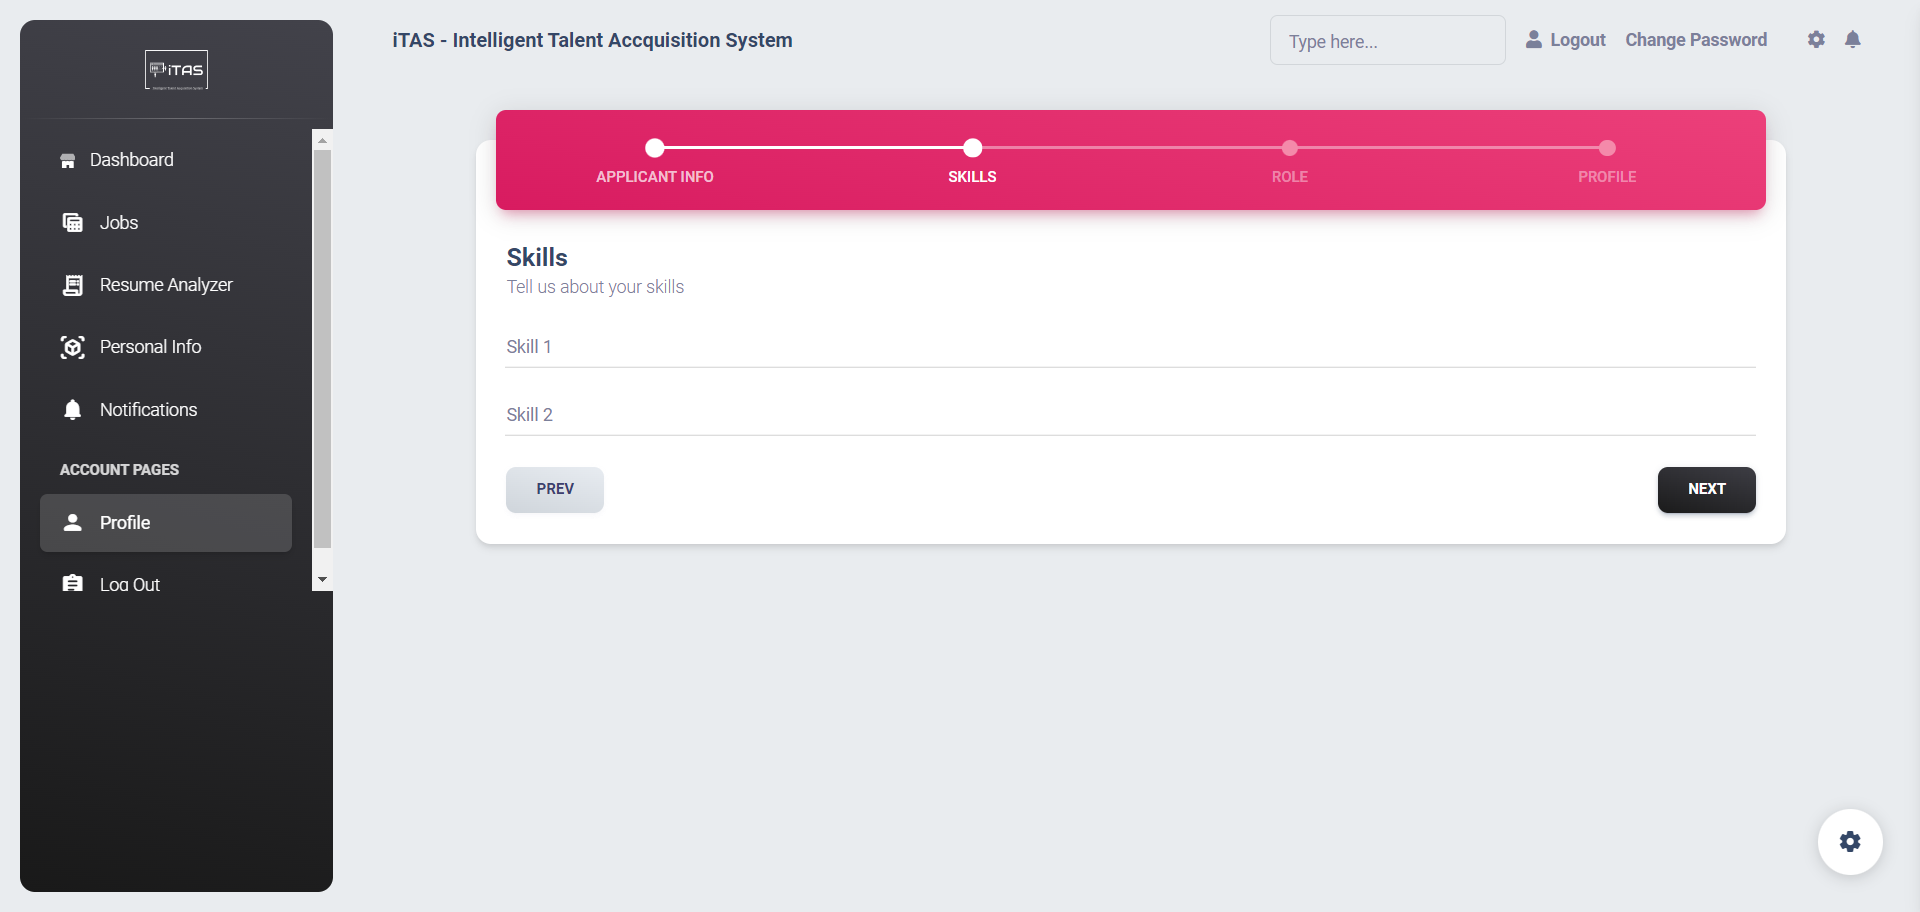 iTAS
Dashboard
Jobs
Resume Analyzer
Personal Info
Notifications
ACCOUNT PAGES
Profile
Log Out
iTAS - Intelligent Talent Accquisition System
Type here...
Logout
Change Password
APPLICANT INFO
SKILLS
ROLE
PROFILE
Skills
Tell us about your skills
Skill 1
Skill 2
PREV
NEXT